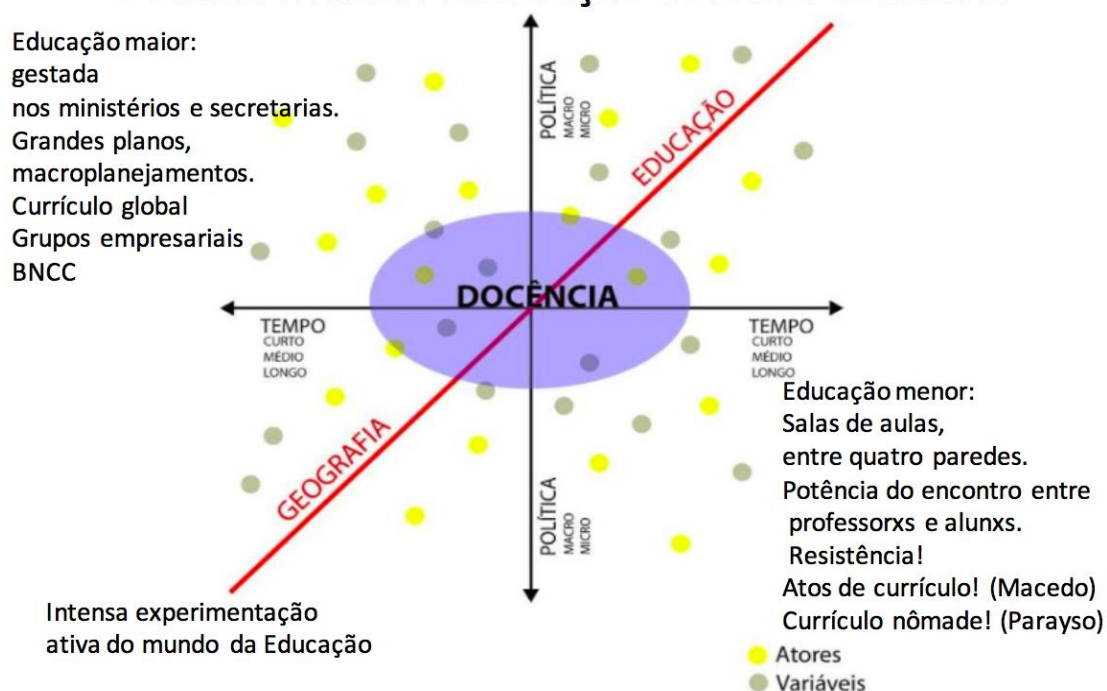 Educação maior:
gestada
nos ministérios e secretarias.
Grandes planos,
macroplanejamentos.
Currículo global
Grupos empresariais
BNCC
POLÍTICA
MACRO
MICRO
EDUCAÇÃO
DOCÊNCIA
TEMPO
CURTO
MÉDIO
LONGO
TEMPO
CURTO
MÉDIO
LONGO
GEOGRAFIA
POLÍTICA
MACRO
MICRO
Educação menor:
Salas de aulas,
entre quatro paredes.
Potência do encontro entre
professorxs e alunxs.
Resistência!
Atos de currículo! (Macedo)
Currículo nômade! (Parayso)
Intensa experimentação
ativa do mundo da Educação
Atores
Variáveis